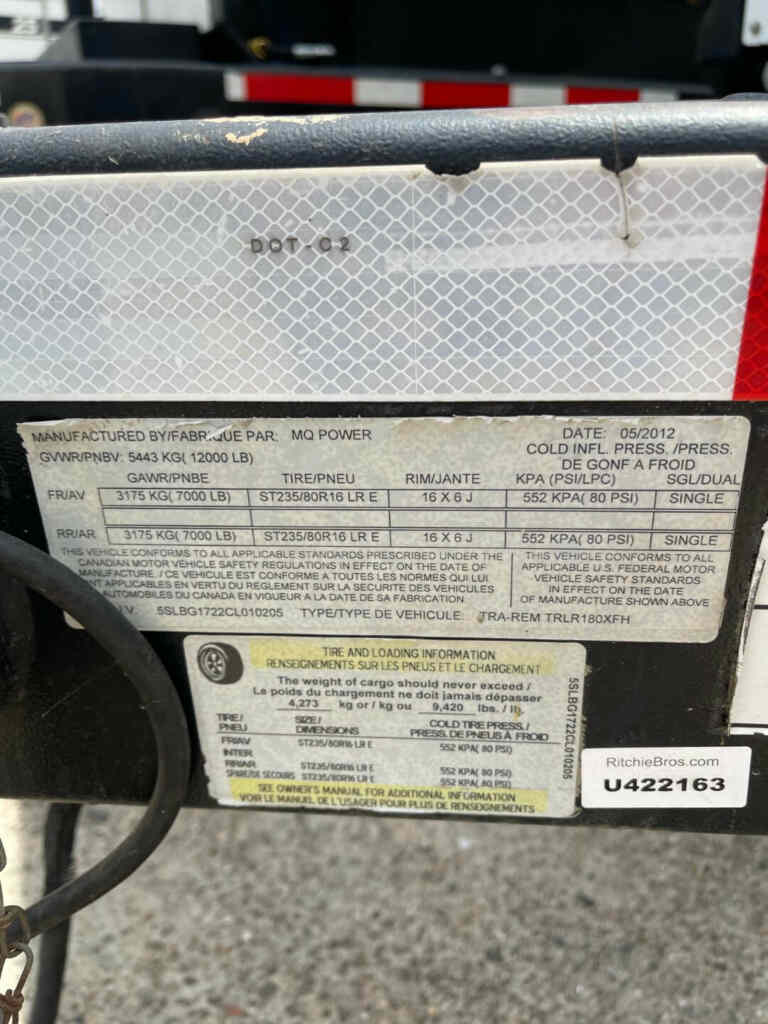 23
DOT-C2
MANUFACTURED BY/FABRIQUE PAR: MQ POWER DATE: 05/2012
GVWR/PNBV: 5443 KG( 12000 LB) COLD INFL. PRESS. /PRESS.
DE GONF A FROID
GAWR/PNBE TIRE/PNEU RIM/JANTE KPA (PSI/LPC) SGL/DUAL
FR/AV 3175 KG( 7000 LB) ST235/80R16 LR E 16 X 6 J 552 KPA( 80 PSI) SINGLE
RR/AR 3175 KG( 7000 LB) ST235/80R16 LR E 16 X 6 J 552 KPA( 80 PSI) SINGLE
THIS VEHICLE CONFORMS TO ALL APPLICABLE STANDARDS PRESCRIBED UNDER THE
CANADIAN MOTOR VEHICLE SAFETY REGULATIONS IN EFFECT ON THE DATE OF
MANUFACTURE. / CE VEHICULE EST CONFORME A TOUTES LES NORMES QUI LUI
SONT APPLICABLES EN VERTU DU REGLEMENT SUR LA SECURITE DES VEHICULES
AUTOMOBILES DU CANADA EN VIGUEUR A LA DATE DE SA FABRICATION.
THIS VEHICLE CONFORMS TO ALL
APPLICABLE U.S. FEDERAL MOTOR
VEHICLE SAFETY STANDARDS
IN EFFECT ON THE DATE
OF MANUFACTURE SHOWN ABOVE
I.V. 5SLBG1722CL010205 TYPE/TYPE DE VEHICULE: TRA-REM TRLR180XFH
TIRE AND LOADING INFORMATION
RENSEIGNEMENTS SUR LES PNEUS ET LE CHARGEMENT
The weight of cargo should never exceed /
Le poids du chargement ne doit jamais dépasser
4,273 kg or / kg ou 9,420 lbs. / lb.
TIRE / SIZE / COLD TIRE PRESS./
PNEU DIMENSIONS PRESS. DE PNEUS À FROID
FR/AV ST235/80R16 LR E 552 KPA( 80 PSI)
INTER
RR/AR ST235/80R16 LR E 552 KPA( 80 PSI)
SPARE/DE SECOURS ST235/80R16 LR E 552 KPA( 80 PSI)
SEE OWNER'S MANUAL FOR ADDITIONAL INFORMATION
VOIR LE MANUEL DE L'USAGER POUR PLUS DE RENSEIGNEMENTS
5SLBG1722CL010205
RitchieBros.com
U422163